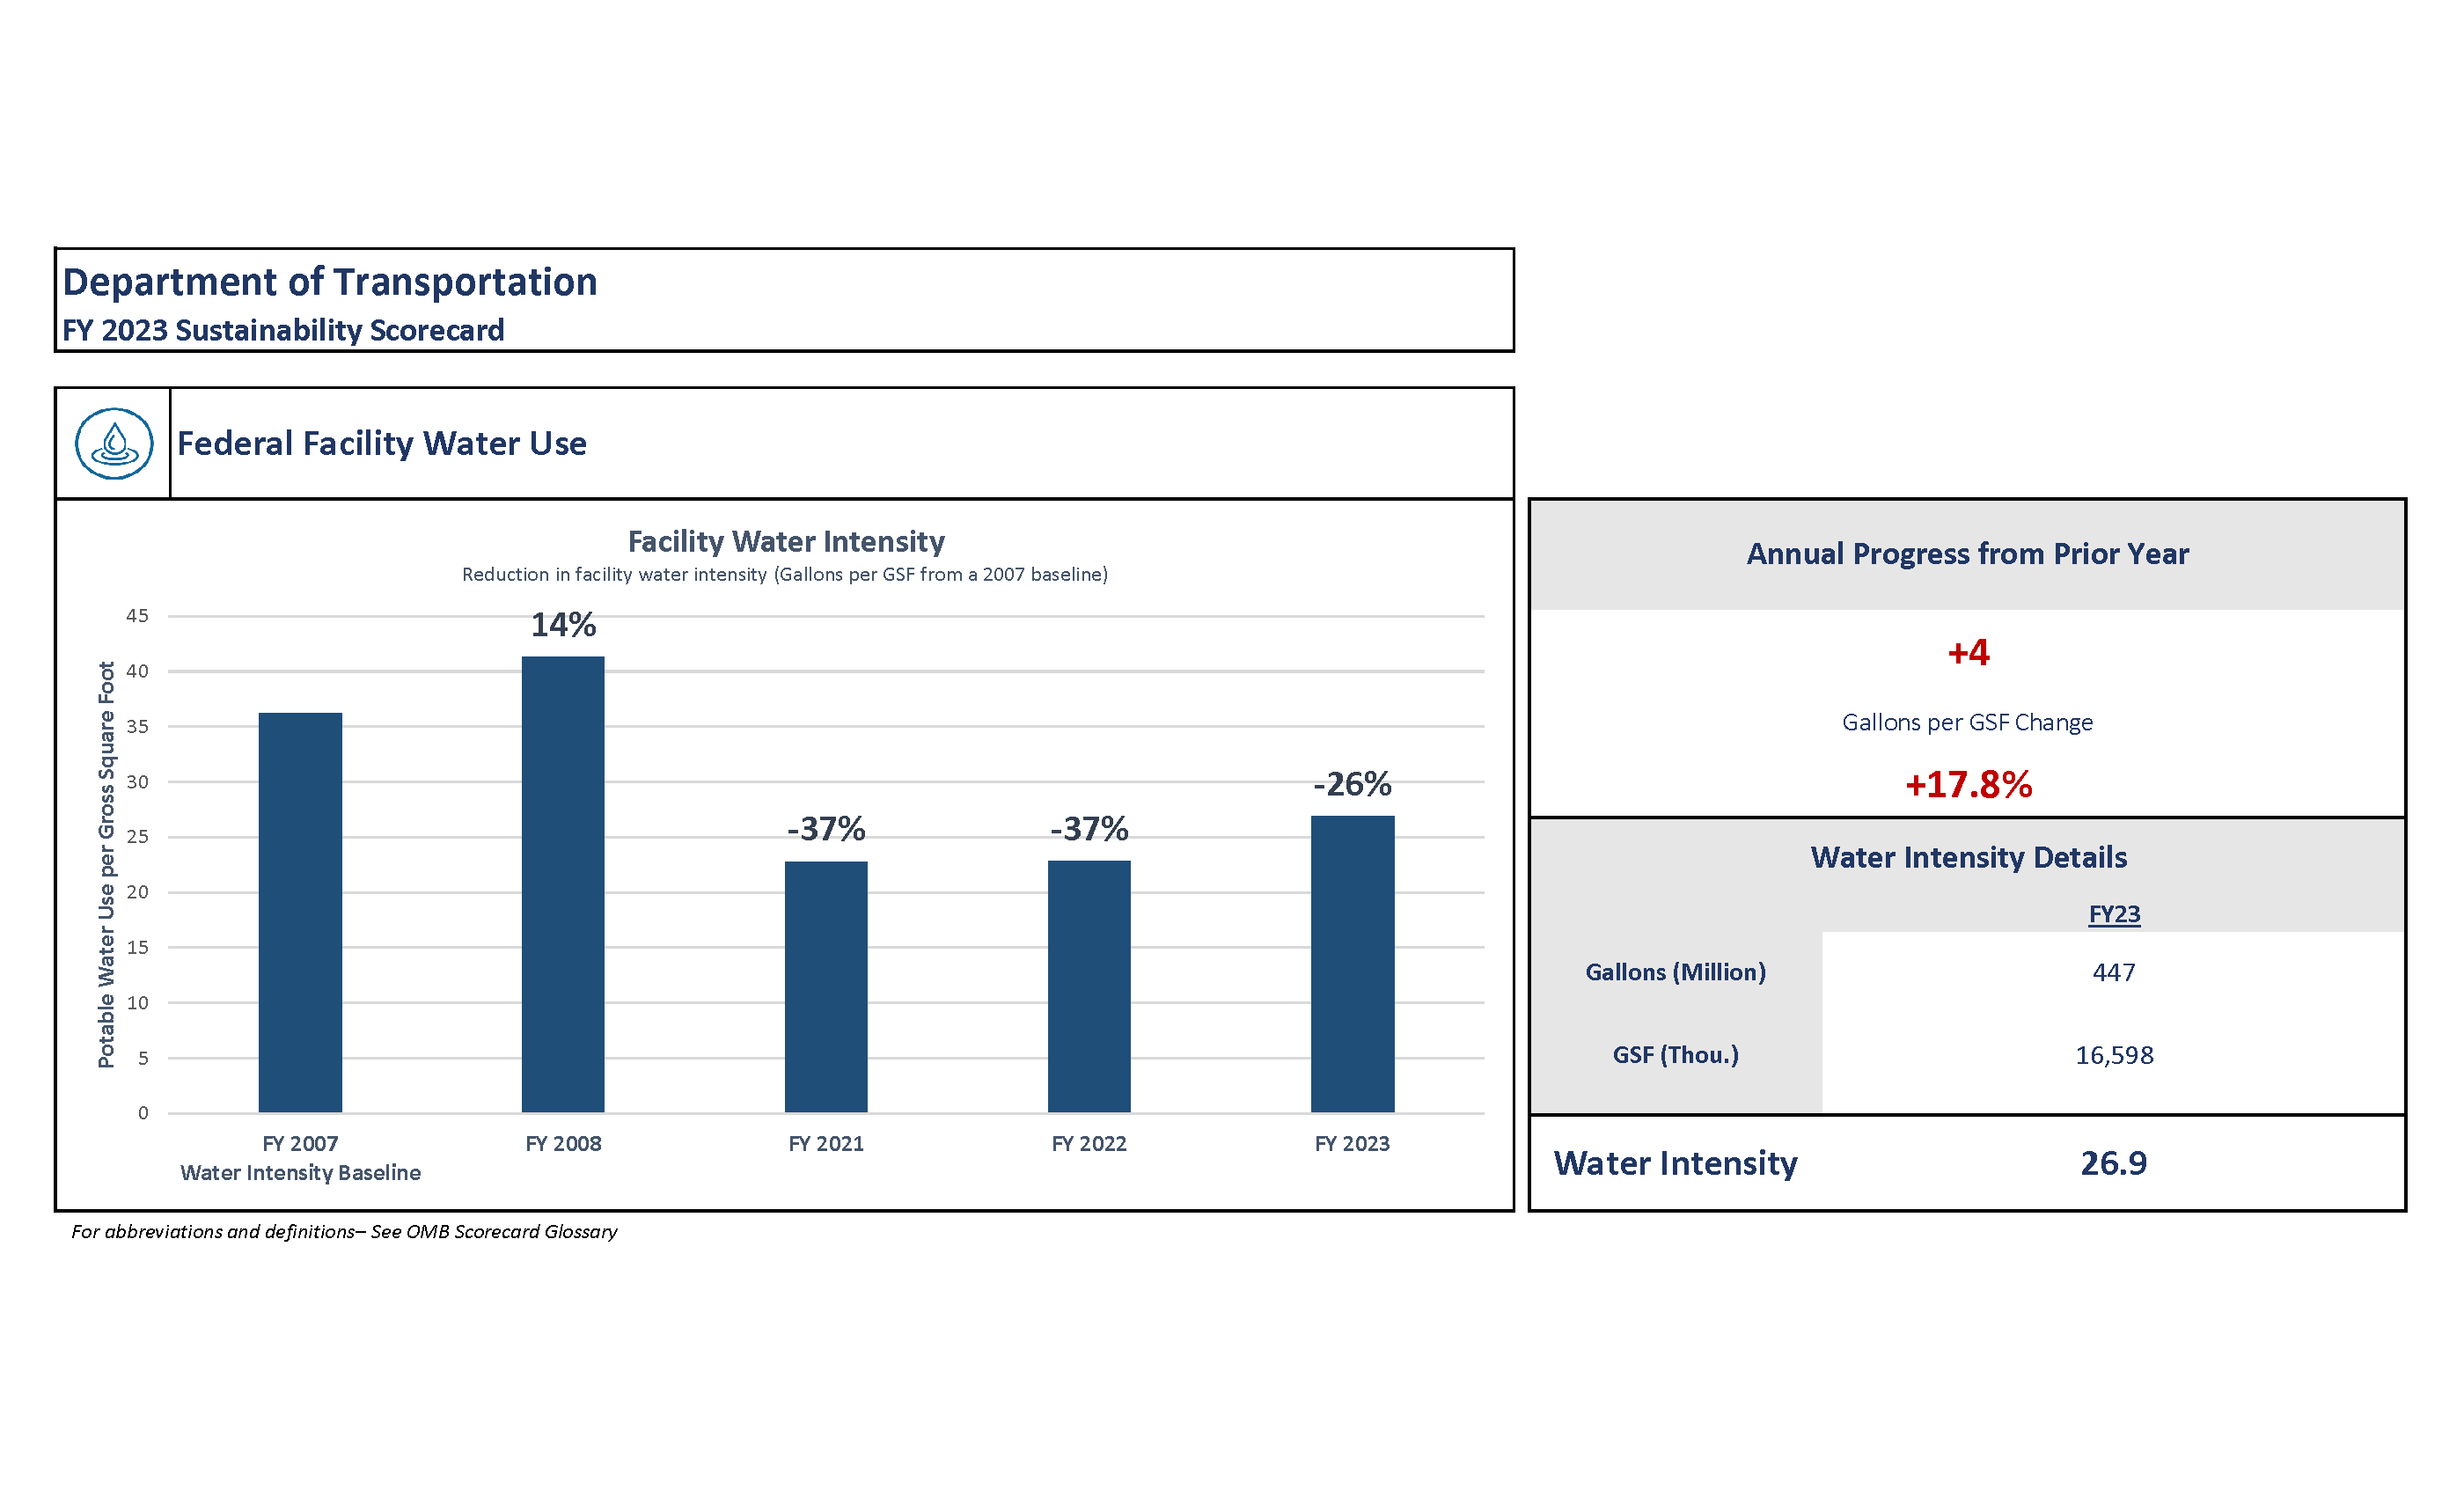 Department of Transportation
FY 2023 Sustainability Scorecard
Federal Facility Water Use
Facility Water Intensity
Reduction in facility water intensity (Gallons per GSF from a 2007 baseline)
Potable Water Use per Gross Square Foot
45
40
35
30
25
20
15
10
5
0
14%
-37%
-37%
-26%
FY 2007
Water Intensity Baseline
FY 2008
FY 2021
FY 2022
FY 2023
For abbreviations and definitions– See OMB Scorecard Glossary
Annual Progress from Prior Year
+4
Gallons per GSF Change
+17.8%
Water Intensity Details
FY23
Gallons (Million) 447
GSF (Thou.) 16,598
Water Intensity 26.9